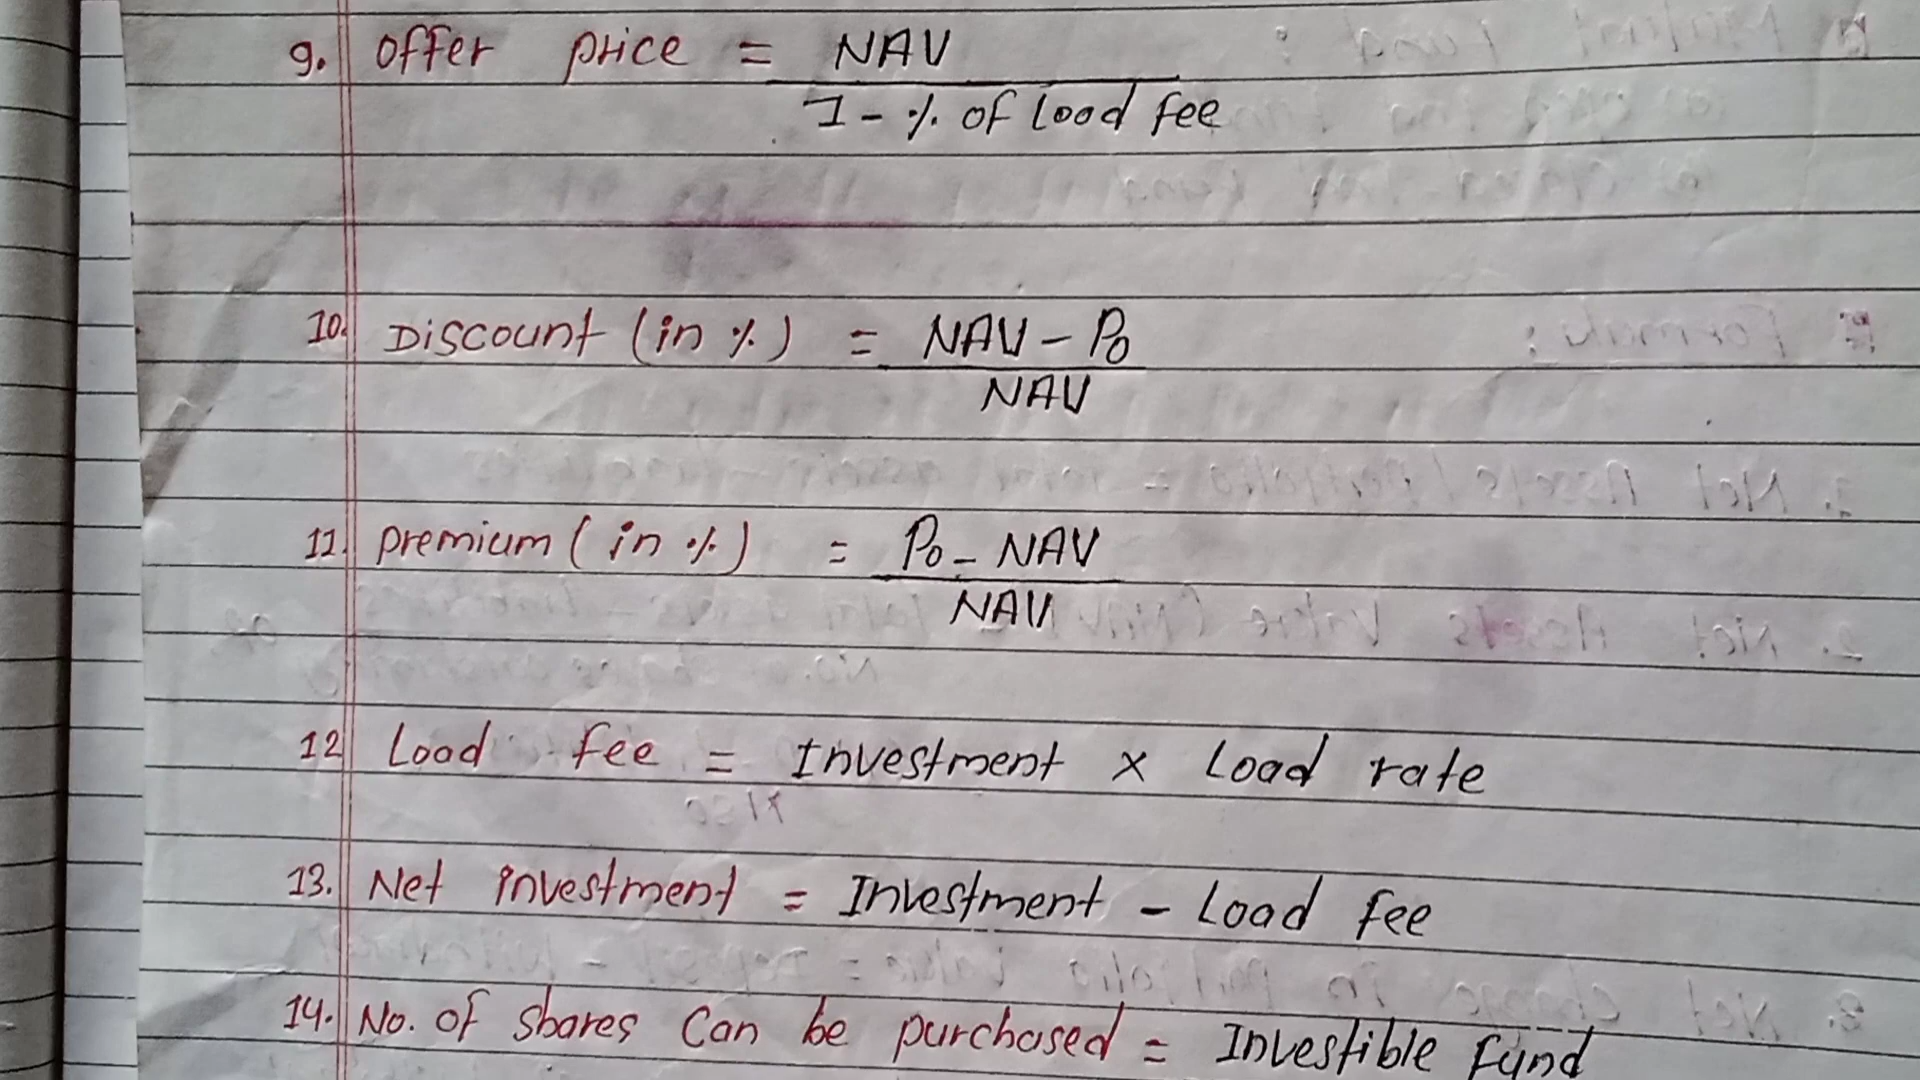 9. Offer price = NAV
1 - % of Load fee
10. Discount (in %) = NAV - Po
NAV
11. Premium (in %) = Po - NAV
NAV
12 Load fee = Investment x Load rate
13. Net investment = Investment - Load fee
14. No. of shares Can be purchased = Investible fund